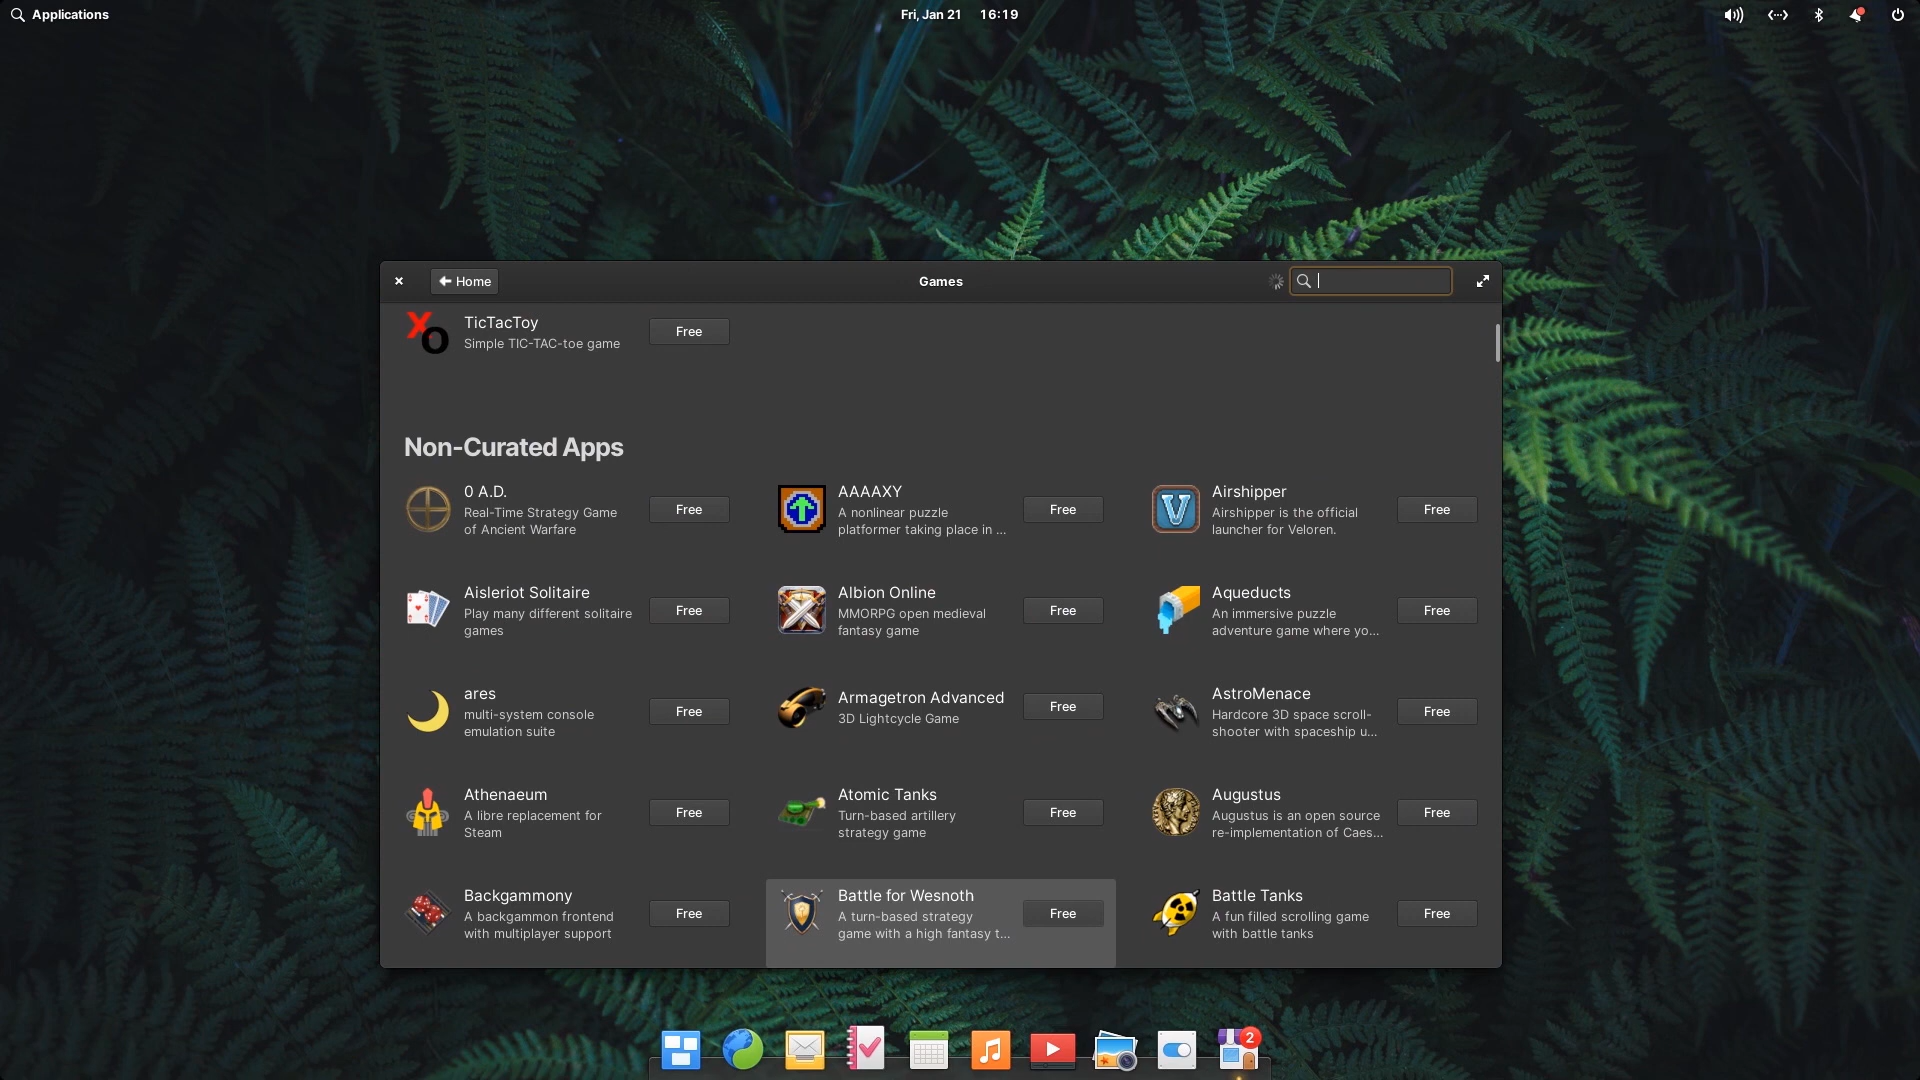 Applications
Fri, Jan 21 16:19
Home
Games
TicTacToy
Simple TIC-TAC-toe game
Free
Non-Curated Apps
0 A.D.
Real-Time Strategy Game
of Ancient Warfare
Free
AAAAXY
A nonlinear puzzle
platformer taking place in ...
Free
Airshipper
Airshipper is the official
launcher for Veloren.
Free
Aisleriot Solitaire
Play many different solitaire
games
Free
Albion Online
MMORPG open medieval
fantasy game
Free
Aqueducts
An immersive puzzle
adventure game where yo...
Free
ares
multi-system console
emulation suite
Free
Armagetron Advanced
3D Lightcycle Game
Free
AstroMenace
Hardcore 3D space scroll-
shooter with spaceship u...
Free
Athenaeum
A libre replacement for
Steam
Free
Atomic Tanks
Turn-based artillery
strategy game
Free
Augustus
Augustus is an open source
re-implementation of Caes...
Free
Backgammony
A backgammon frontend
with multiplayer support
Free
Battle for Wesnoth
A turn-based strategy
game with a high fantasy t...
Free
Battle Tanks
A fun filled scrolling game
with battle tanks
Free
2